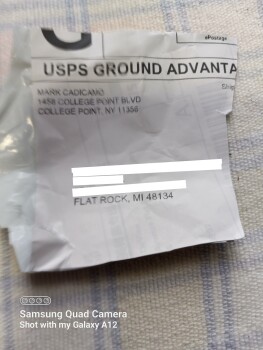 G
ePostage
USPS GROUND ADVANTA
MARK CADICAMO
COLLEGE POINT BLVD
COLLEGE POINT, NY 11356
FLAT ROCK, MI 48134
Samsung Quad Camera
Shot with my Galaxy A12